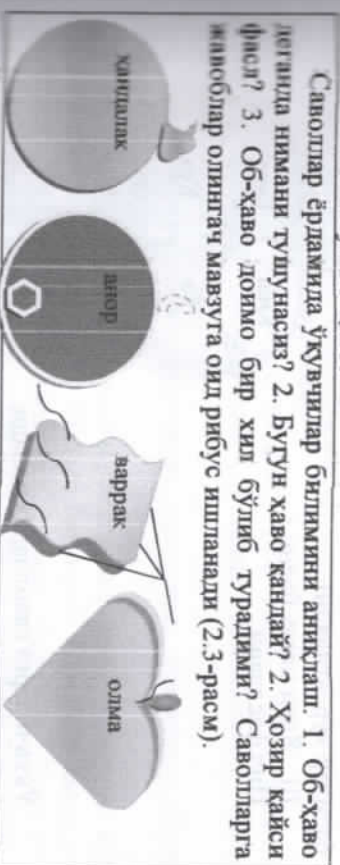 Саволлар ёрдамида ўқувчилар билимини аниқлаш. 1. Об-ҳаво
деганда нимани тушунасиз? 2. Бугун ҳаво қандай? 2. Ҳозир қайси
фасл? 3. Об-ҳаво доимо бир хил бўлиб турадими? Саволларга
жавоблар олингач мавзуга оид рибус ишланади (2.3-расм).
ҳандалак
анор
варрак
олма